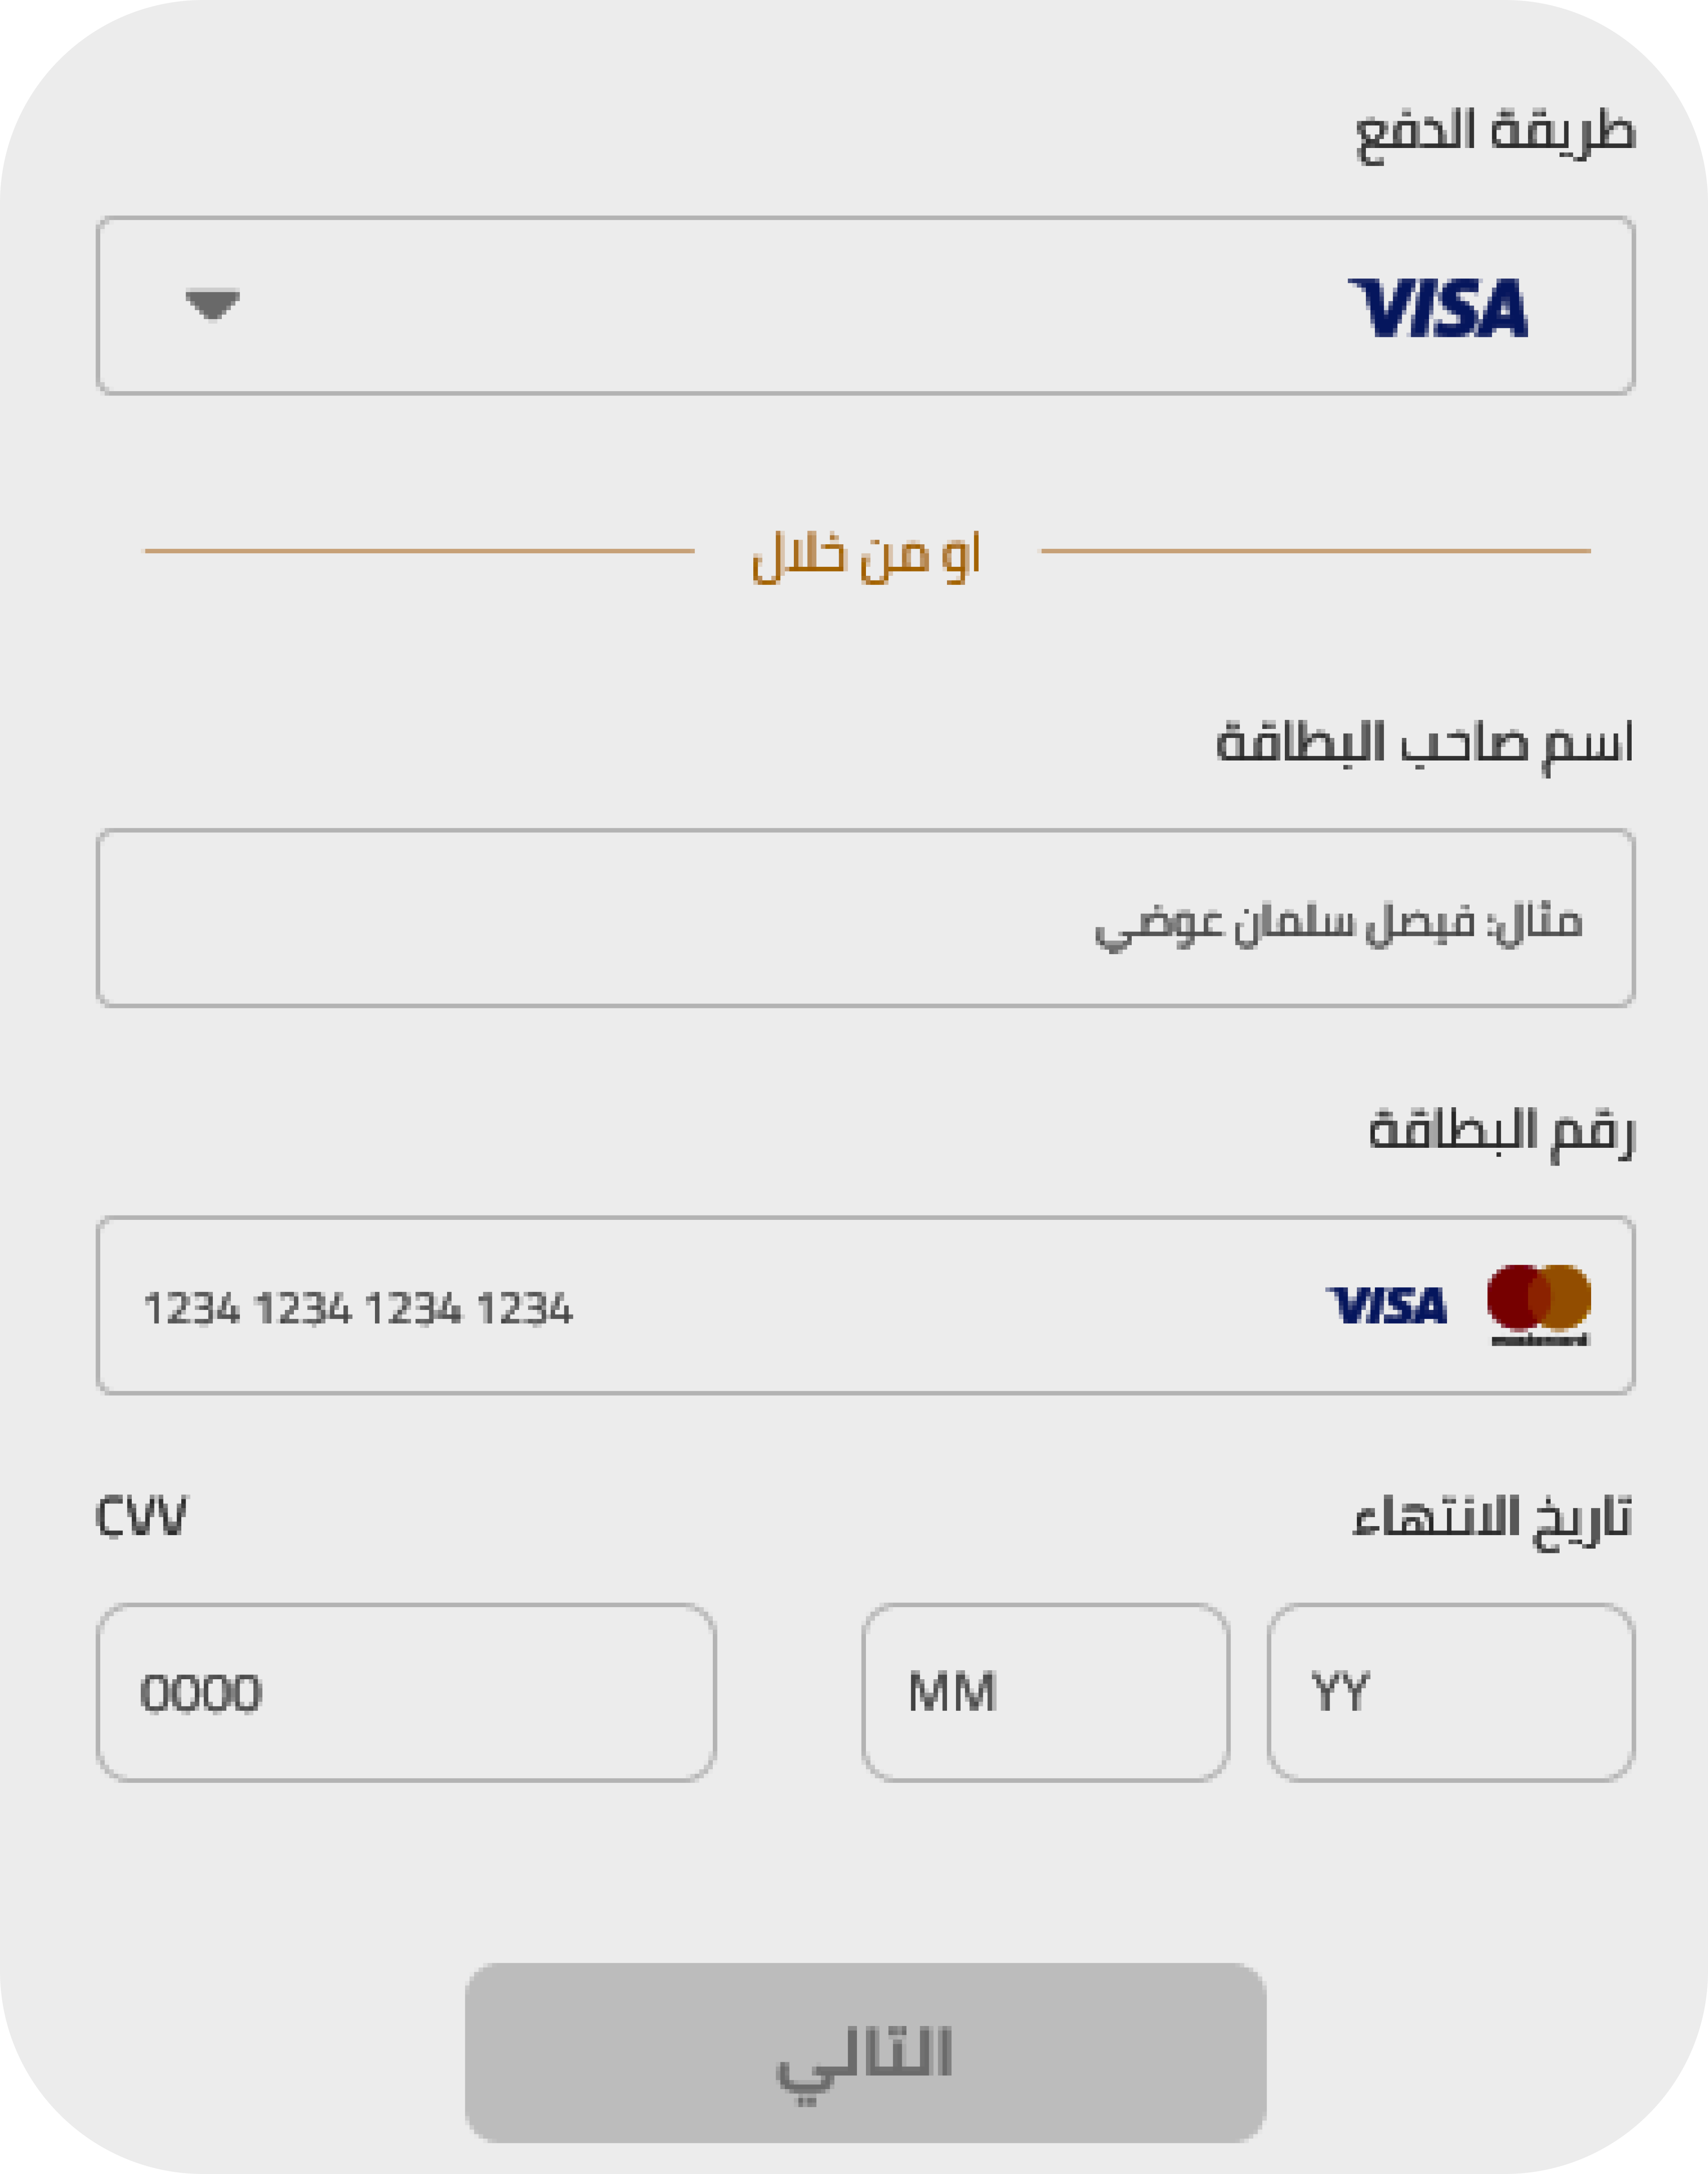 طريقة الدفع
VISA
او من خلال
اسم صاحب البطاقة
مثال: فيصل سلمان عوضي
رقم البطاقة
1234 1234 1234 1234 VISA mastercard
تاريخ الانتهاء CVV
YY MM 0000
التالي